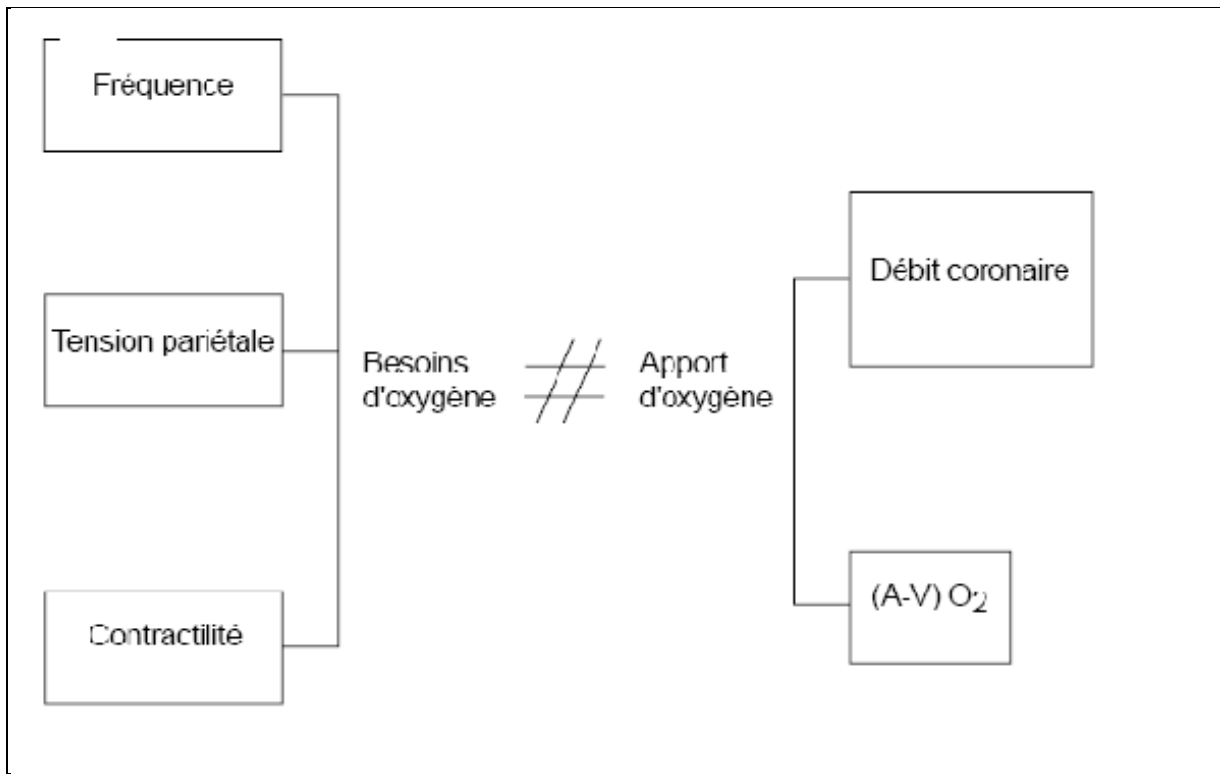 Fréquence
Tension pariétale
Contractilité
Besoins
d'oxygène
Apport
d'oxygène
Débit coronaire
(A-V) O2